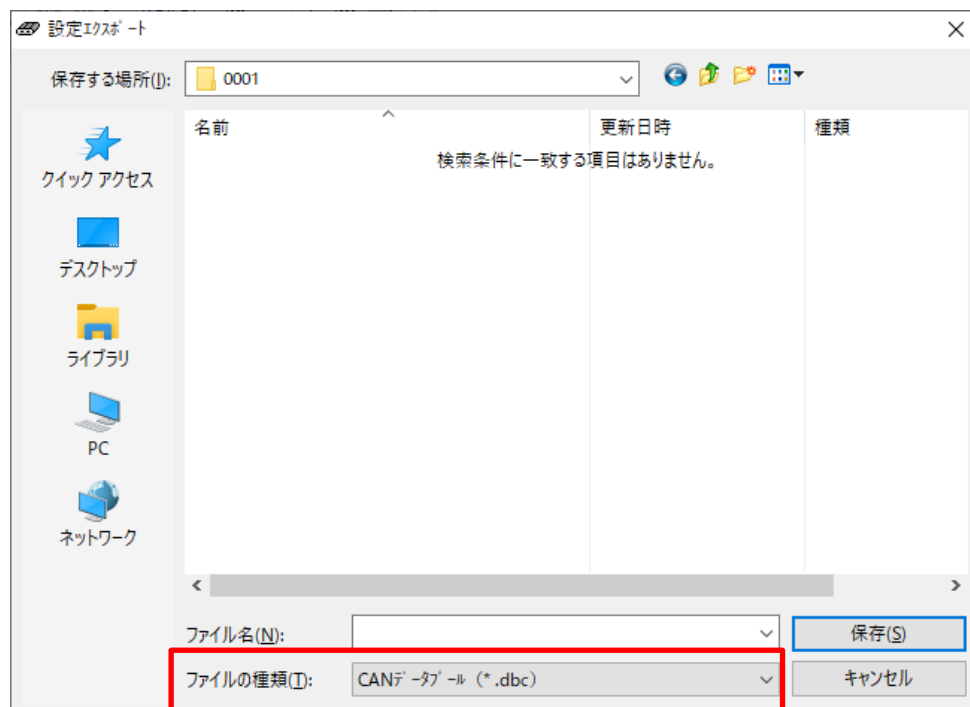 設定ｴｸｽﾎﾟｰﾄ
保存する場所(I):
0001
名前
更新日時
種類
検索条件に一致する項目はありません。
クイック アクセス
デスクトップ
ライブラリ
PC
ネットワーク
ファイル名(N):
保存(S)
ファイルの種類(T):
CANﾃﾞｰﾀﾌﾞｰﾙ (*.dbc)
キャンセル